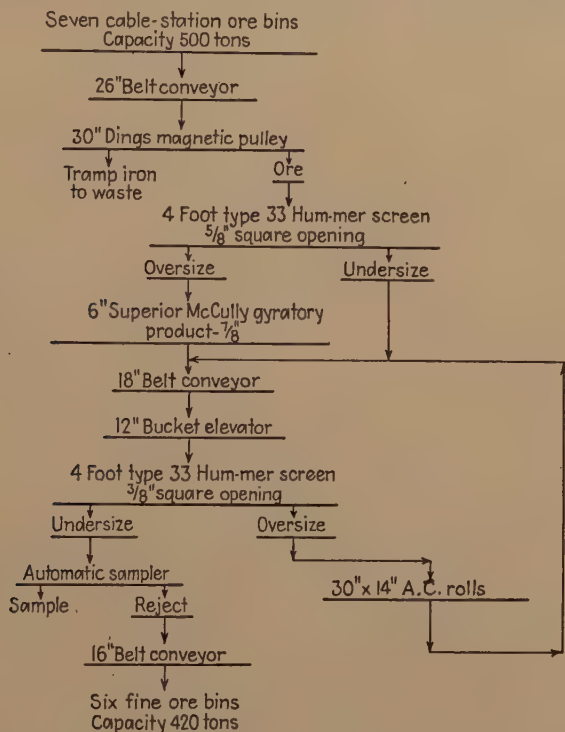 Seven cable-station ore bins
Capacity 500 tons
26" Belt conveyor
30" Dings magnetic pulley
Tramp iron
to waste
Ore
4 Foot type 33 Hum-mer screen
5/8" square opening
Oversize
Undersize
6" Superior McCully gyratory
product-7/8"
18" Belt conveyor
12" Bucket elevator
4 Foot type 33 Hum-mer screen
3/8" square opening
Undersize
Oversize
Automatic sampler
30" x 14" A.C. rolls
Sample.
Reject
16" Belt conveyor
Six fine ore bins
Capacity 420 tons